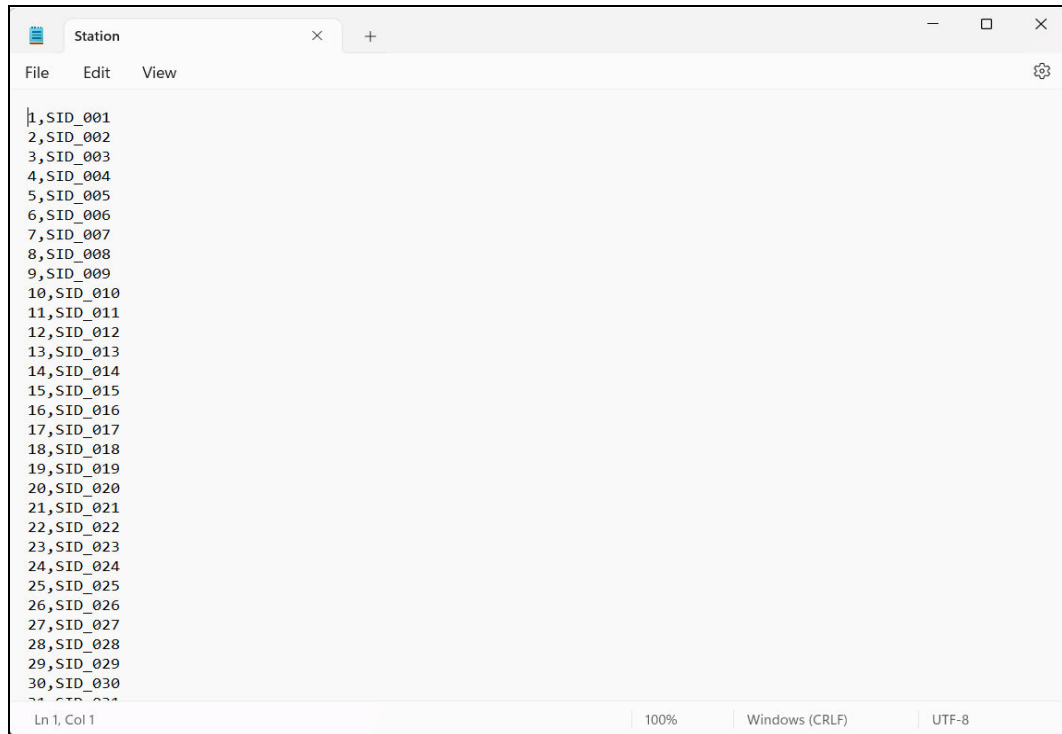 Station
File Edit View
1,SID_001
2,SID_002
3,SID_003
4,SID_004
5,SID_005
6,SID_006
7,SID_007
8,SID_008
9,SID_009
10,SID_010
11,SID_011
12,SID_012
13,SID_013
14,SID_014
15,SID_015
16,SID_016
17,SID_017
18,SID_018
19,SID_019
20,SID_020
21,SID_021
22,SID_022
23,SID_023
24,SID_024
25,SID_025
26,SID_026
27,SID_027
28,SID_028
29,SID_029
30,SID_030
Ln 1, Col 1 100% Windows (CRLF) UTF-8